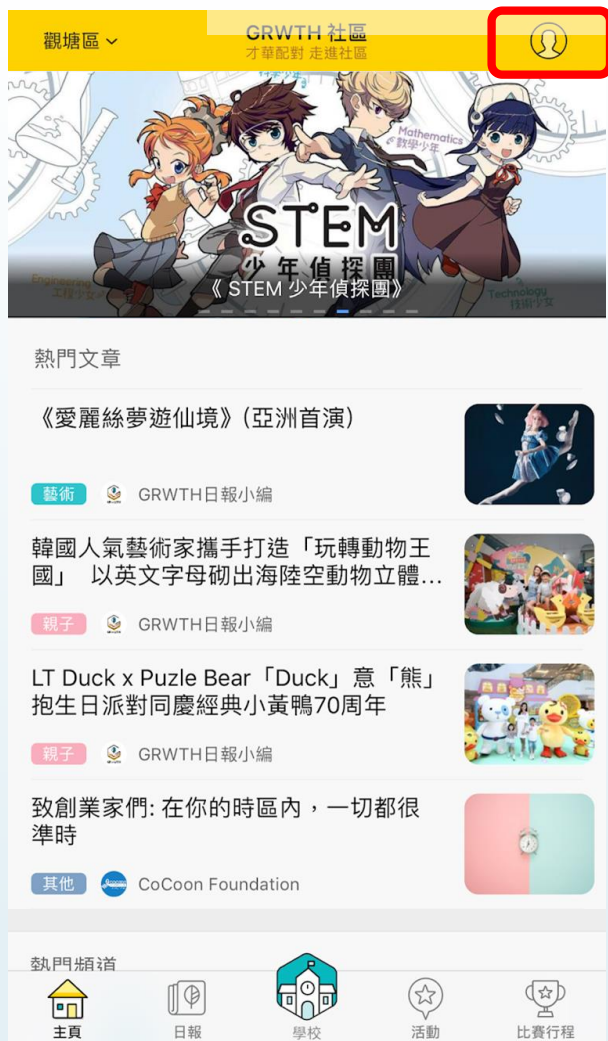 觀塘區
GRWTH 社區
才華配對 走進社區
科學少年
Mathematics
數學少年
STEM
少年偵探團
Engineering
工程少女
《 STEM 少年偵探團》
Technology
技術少女
熱門文章
《愛麗絲夢遊仙境》（亞洲首演）
藝術 GRWTH日報小編
韓國人氣藝術家攜手打造「玩轉動物王
國」 以英文字母砌出海陸空動物立體…
親子 GRWTH日報小編
LT Duck x Puzle Bear「Duck」意「熊」
抱生日派對同慶經典小黃鴨70周年
親子 GRWTH日報小編
致創業家們: 在你的時區內，一切都很
準時
其他 CoCoon Foundation
熱門頻道
主頁 日報 學校 活動 比賽行程